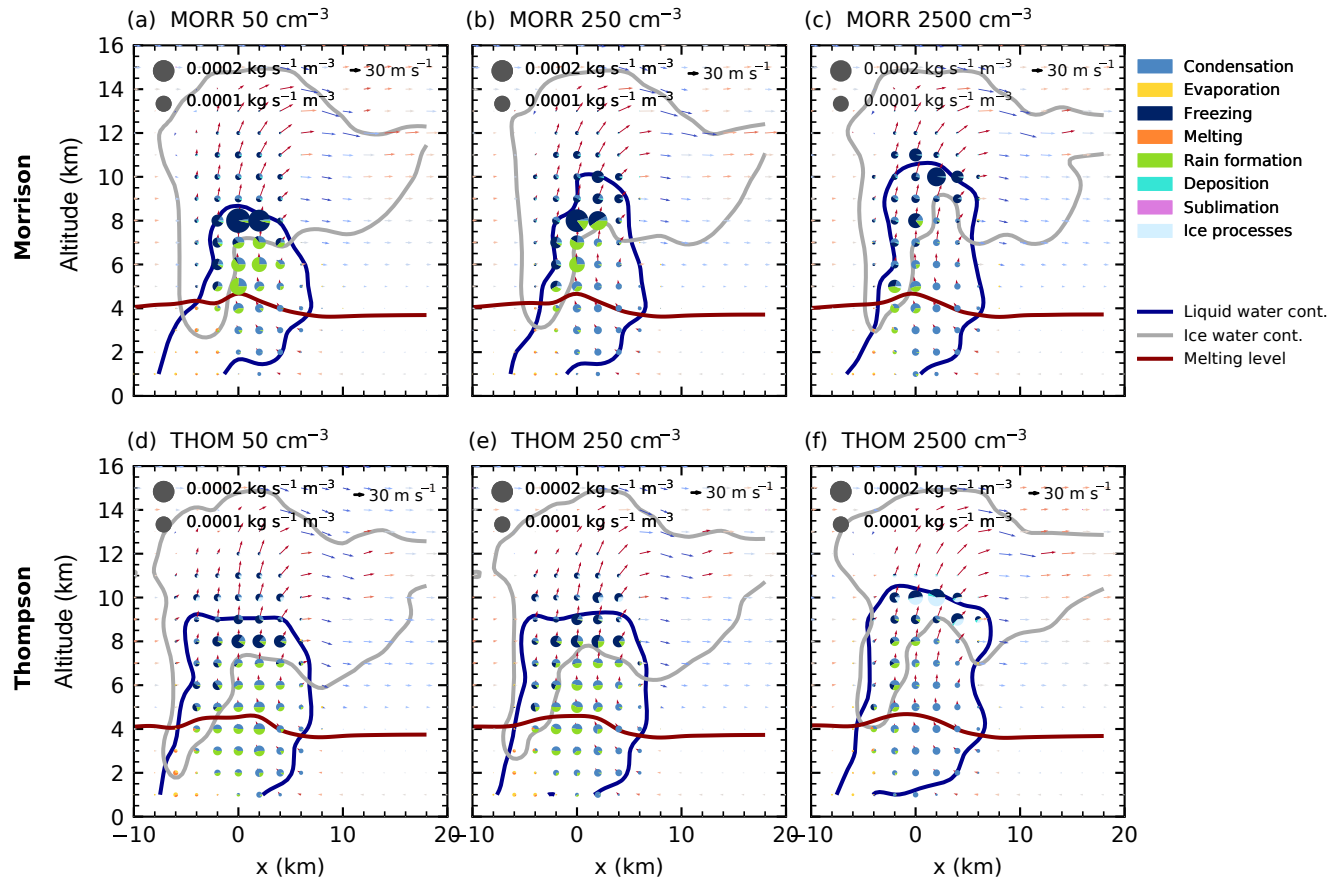 (a) MORR 50 cm⁻³
(b) MORR 250 cm⁻³
(c) MORR 2500 cm⁻³
Morrison
Altitude (km)
16
14
12
10
8
6
4
2
0
0.0002 kg s⁻¹ m⁻³
30 m s⁻¹
0.0001 kg s⁻¹ m⁻³
0.0002 kg s⁻¹ m⁻³
30 m s⁻¹
0.0001 kg s⁻¹ m⁻³
0.0002 kg s⁻¹ m⁻³
30 m s⁻¹
0.0001 kg s⁻¹ m⁻³
Condensation
Evaporation
Freezing
Melting
Rain formation
Deposition
Sublimation
Ice processes
Liquid water cont.
Ice water cont.
Melting level
(d) THOM 50 cm⁻³
(e) THOM 250 cm⁻³
(f) THOM 2500 cm⁻³
Thompson
Altitude (km)
16
14
12
10
8
6
4
2
0
0.0002 kg s⁻¹ m⁻³
30 m s⁻¹
0.0001 kg s⁻¹ m⁻³
0.0002 kg s⁻¹ m⁻³
30 m s⁻¹
0.0001 kg s⁻¹ m⁻³
0.0002 kg s⁻¹ m⁻³
30 m s⁻¹
0.0001 kg s⁻¹ m⁻³
−10 0 10 20
−10 0 10 20
−10 0 10 20
x (km)
x (km)
x (km)